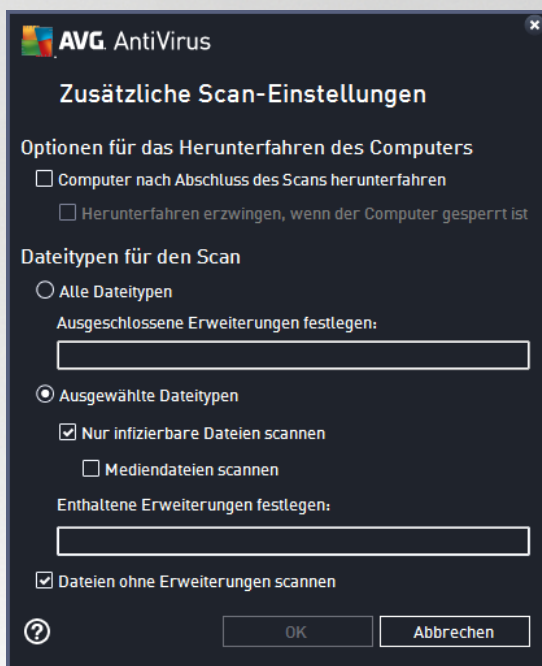 AVG. AntiVirus
Zusätzliche Scan-Einstellungen
Optionen für das Herunterfahren des Computers
Computer nach Abschluss des Scans herunterfahren
Herunterfahren erzwingen, wenn der Computer gesperrt ist
Dateitypen für den Scan
Alle Dateitypen
Ausgeschlossene Erweiterungen festlegen:
Ausgewählte Dateitypen
Nur infizierbare Dateien scannen
Mediendateien scannen
Enthaltene Erweiterungen festlegen:
Dateien ohne Erweiterungen scannen
? OK Abbrechen